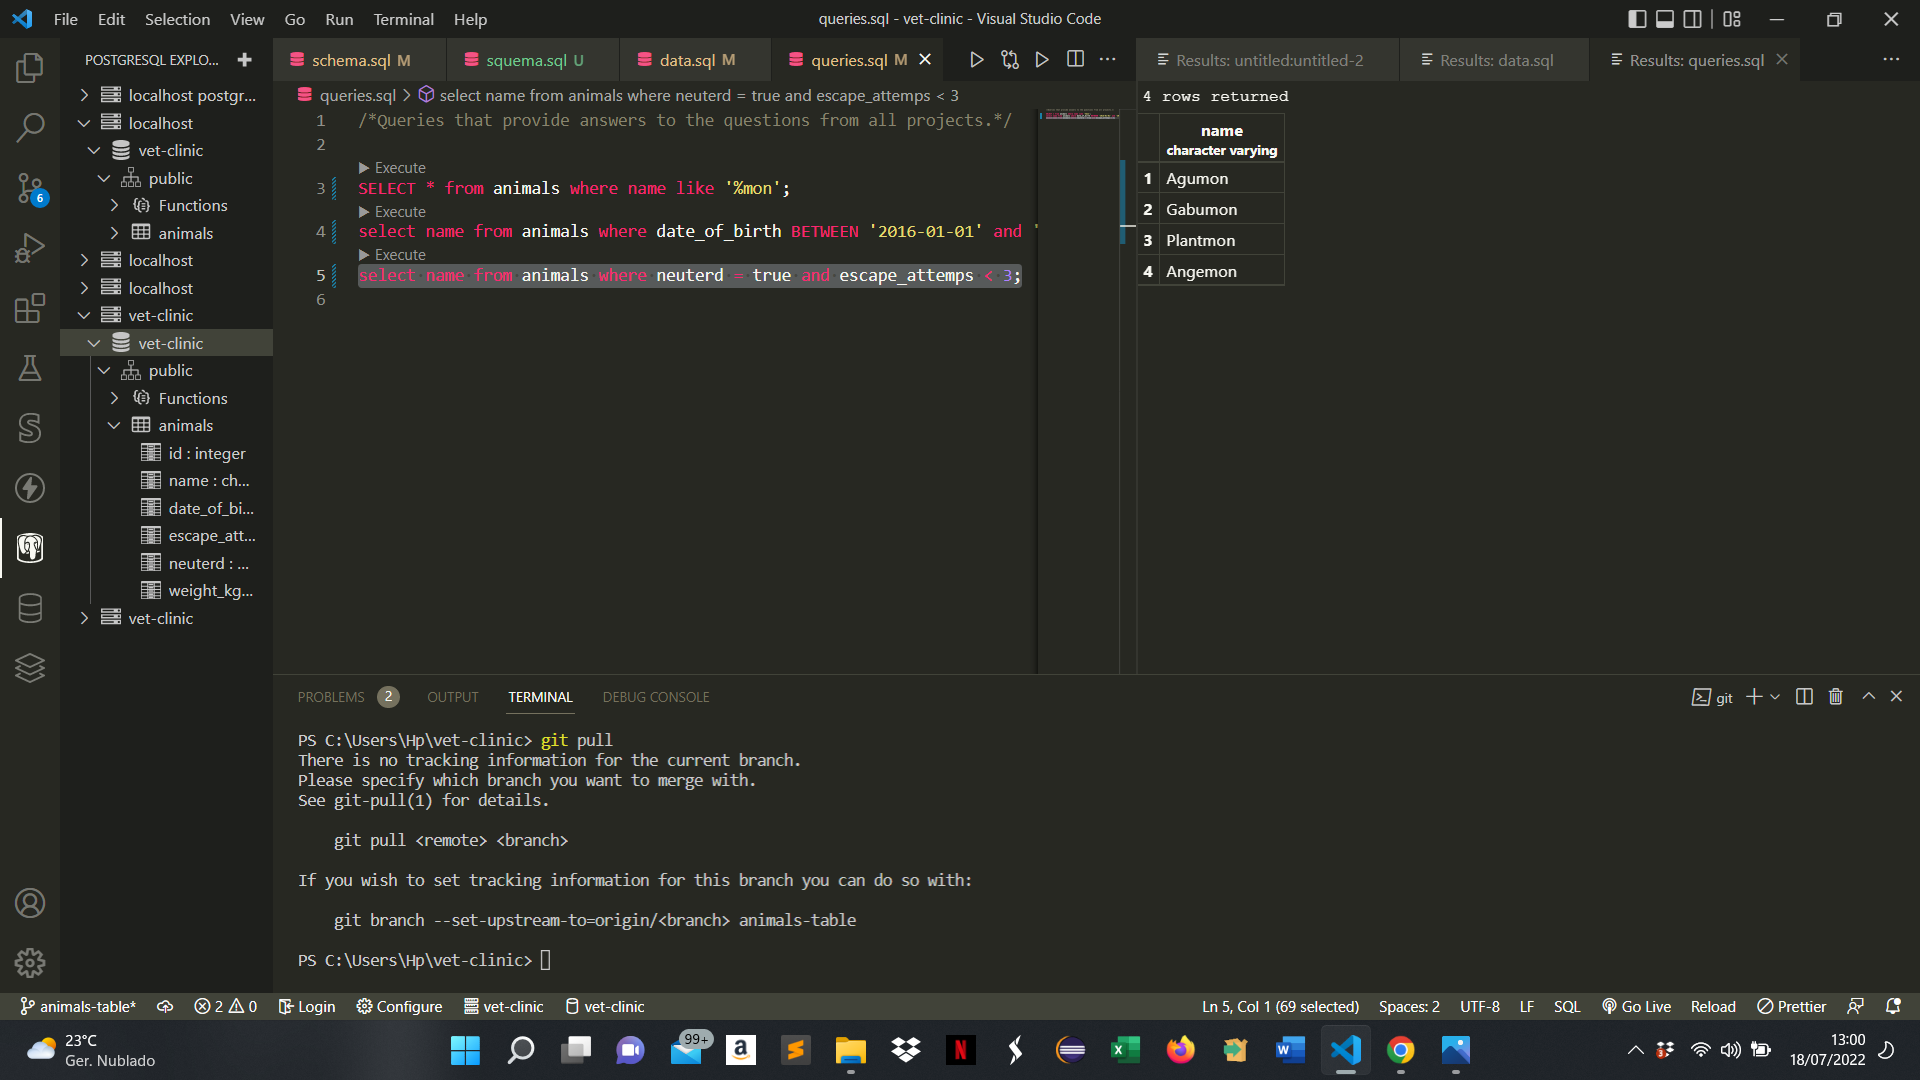 File Edit Selection View Go Run Terminal Help
queries.sql - vet-clinic - Visual Studio Code
POSTGRESQL EXPLO...
localhost postgr...
localhost
vet-clinic
public
Functions
animals
localhost
localhost
vet-clinic
vet-clinic
public
Functions
animals
id : integer
name : ch...
date_of_bi...
escape_att...
neuterd : ...
weight_kg...
vet-clinic
6
schema.sql M
squema.sql U
data.sql M
queries.sql M
queries.sql > select name from animals where neuterd = true and escape_attemps < 3
1 /*Queries that provide answers to the questions from all projects.*/
2
Execute
3 SELECT * from animals where name like '%mon';
Execute
4 select name from animals where date_of_birth BETWEEN '2016-01-01' and '
Execute
5 select name from animals where neuterd = true and escape_attemps < 3;
6
Results: untitled:untitled-2
Results: data.sql
Results: queries.sql
4 rows returned
name
character varying
1 Agumon
2 Gabumon
3 Plantmon
4 Angemon
PROBLEMS 2 OUTPUT TERMINAL DEBUG CONSOLE
git
PS C:\Users\Hp\vet-clinic> git pull
There is no tracking information for the current branch.
Please specify which branch you want to merge with.
See git-pull(1) for details.
git pull <remote> <branch>
If you wish to set tracking information for this branch you can do so with:
git branch --set-upstream-to=origin/<branch> animals-table
PS C:\Users\Hp\vet-clinic>
animals-table* 2 0 Login Configure vet-clinic vet-clinic
Ln 5, Col 1 (69 selected) Spaces: 2 UTF-8 LF SQL Go Live Reload Prettier
23°C
Ger. Nublado
99+
13:00
18/07/2022